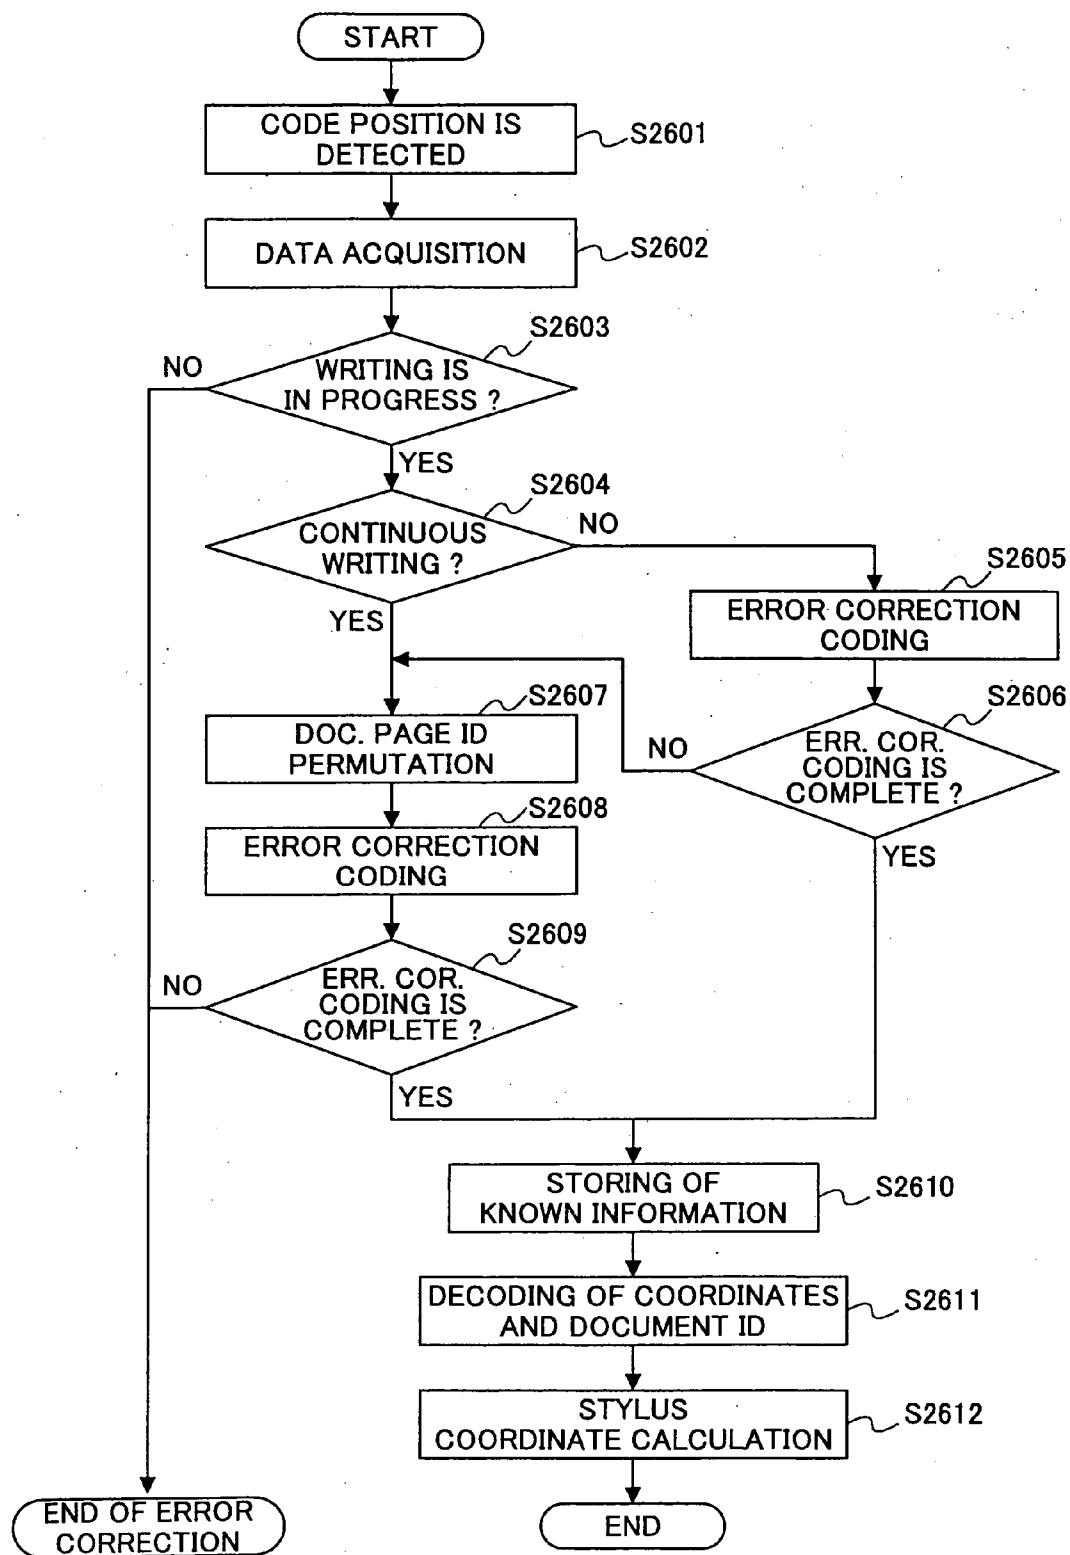 START
CODE POSITION IS
DETECTED
S2601
DATA ACQUISITION
S2602
S2603
NO
WRITING IS
IN PROGRESS ?
YES
S2604
CONTINUOUS
WRITING ?
NO
S2605
YES
ERROR CORRECTION
CODING
S2607
S2606
DOC. PAGE ID
PERMUTATION
NO
ERR. COR.
CODING IS
COMPLETE ?
S2608
ERROR CORRECTION
CODING
YES
S2609
NO
ERR. COR.
CODING IS
COMPLETE ?
YES
STORING OF
KNOWN INFORMATION
S2610
DECODING OF COORDINATES
AND DOCUMENT ID
S2611
STYLUS
COORDINATE CALCULATION
S2612
END OF ERROR
CORRECTION
END